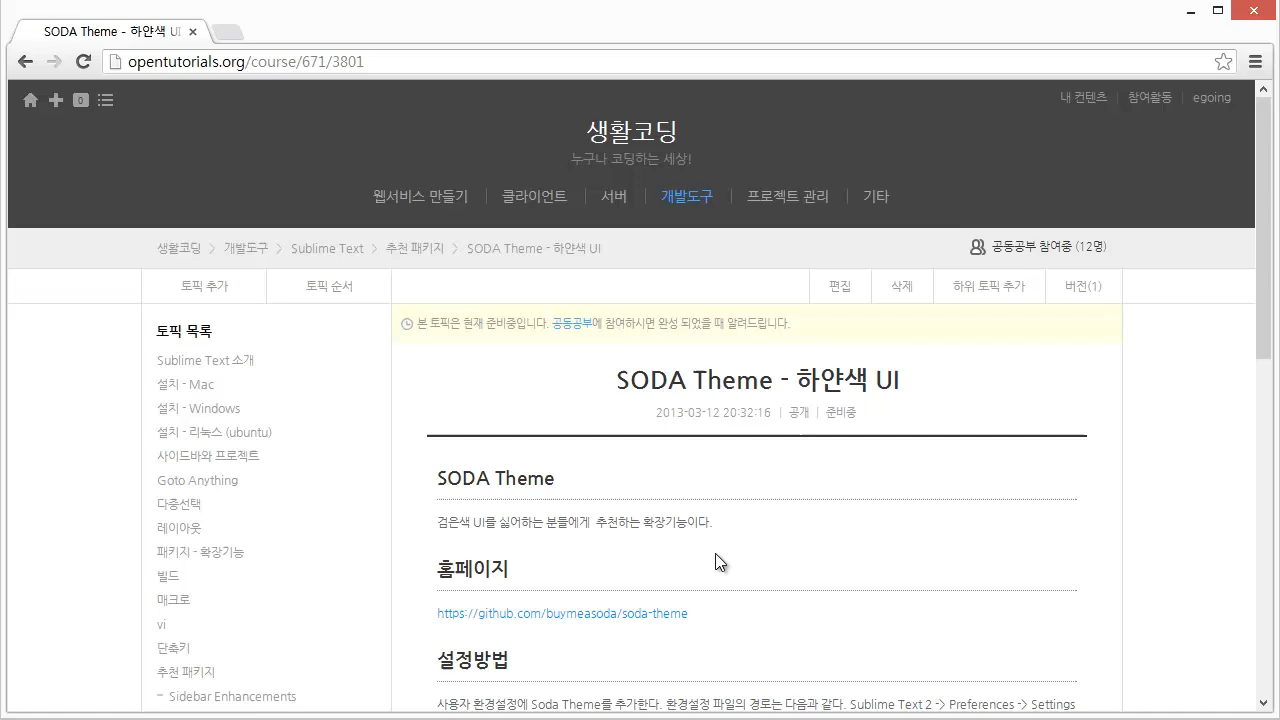 SODA Theme - 하얀색 UI
opentutorials.org/course/671/3801
0
내 컨텐츠 참여활동 egoing
생활코딩
누구나 코딩하는 세상!
웹서비스 만들기 클라이언트 서버 개발도구 프로젝트 관리 기타
생활코딩 개발도구 Sublime Text 추천 패키지 SODA Theme - 하얀색 UI
공동공부 참여중 (12명)
토픽 추가 토픽 순서 편집 삭제 하위 토픽 추가 버전(1)
토픽 목록
Sublime Text 소개
설치 - Mac
설치 - Windows
설치 - 리눅스 (ubuntu)
사이드바와 프로젝트
Goto Anything
다중선택
레이아웃
패키지 - 확장기능
빌드
매크로
vi
단축키
추천 패키지
- Sidebar Enhancements
본 토픽은 현재 준비중입니다. 공동공부에 참여하시면 완성 되었을 때 알려드립니다.
SODA Theme - 하얀색 UI
2013-03-12 20:32:16 | 공개 | 준비중
SODA Theme
검은색 UI를 싫어하는 분들에게 추천하는 확장기능이다.
홈페이지
https://github.com/buymeasoda/soda-theme
설정방법
사용자 환경설정에 Soda Theme를 추가한다. 환경설정 파일의 경로는 다음과 같다. Sublime Text 2 -> Preferences -> Settings